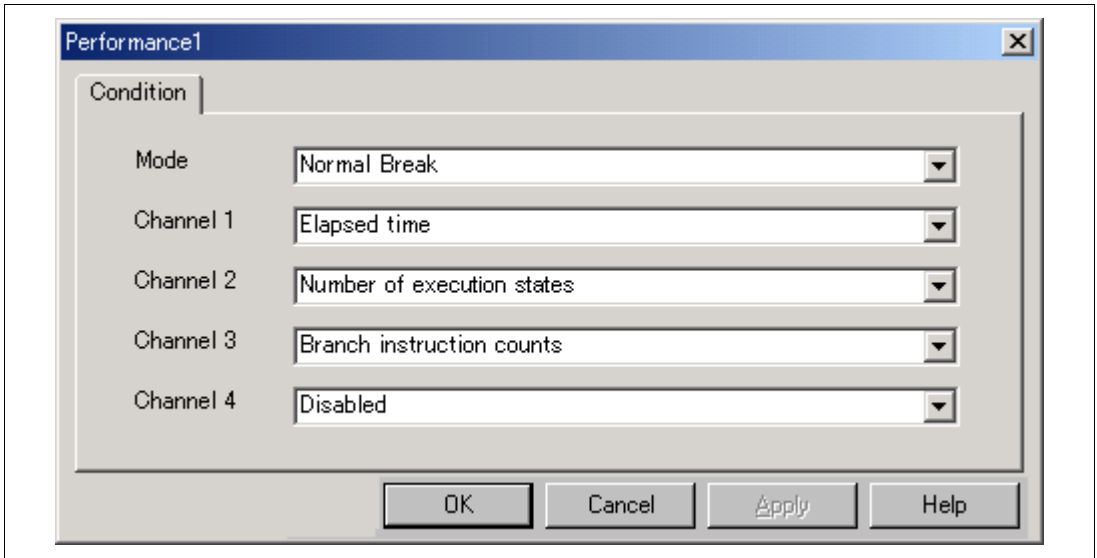 Performance1
Condition
Mode Normal Break
Channel 1 Elapsed time
Channel 2 Number of execution states
Channel 3 Branch instruction counts
Channel 4 Disabled
OK Cancel Apply Help